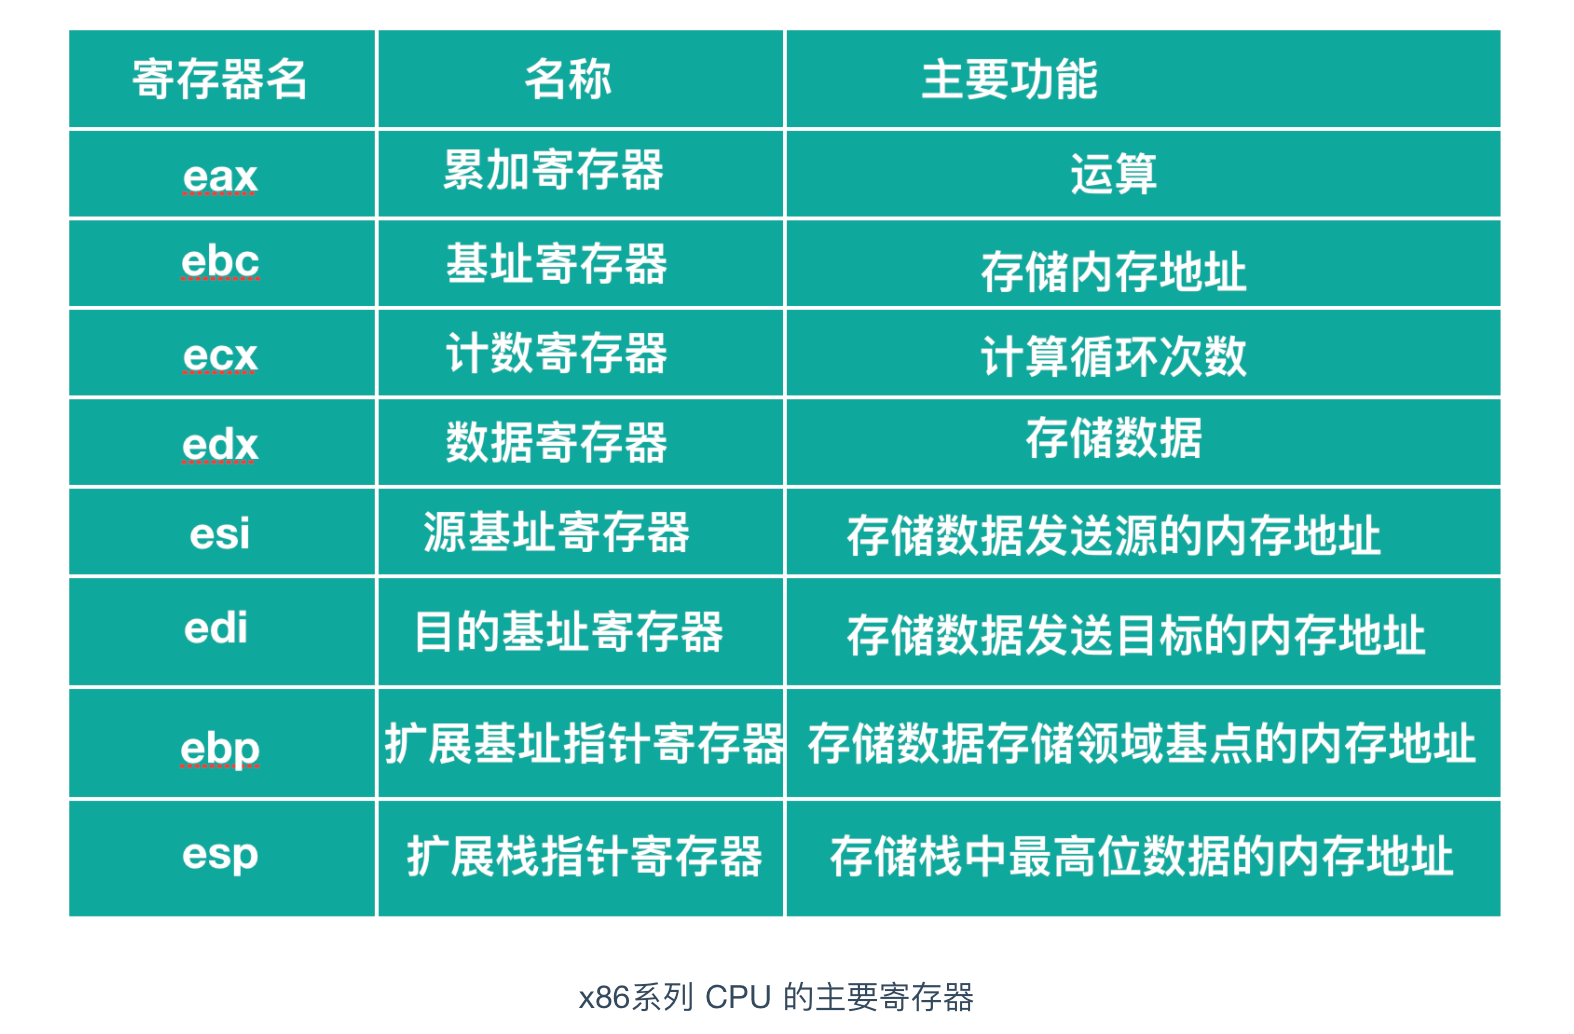 寄存器名 名称 主要功能
eax 累加寄存器 运算
ebc 基址寄存器 存储内存地址
ecx 计数寄存器 计算循环次数
edx 数据寄存器 存储数据
esi 源基址寄存器 存储数据发送源的内存地址
edi 目的基址寄存器 存储数据发送目标的内存地址
ebp 扩展基址指针寄存器 存储数据存储领域基点的内存地址
esp 扩展栈指针寄存器 存储栈中最高位数据的内存地址
x86系列 CPU 的主要寄存器